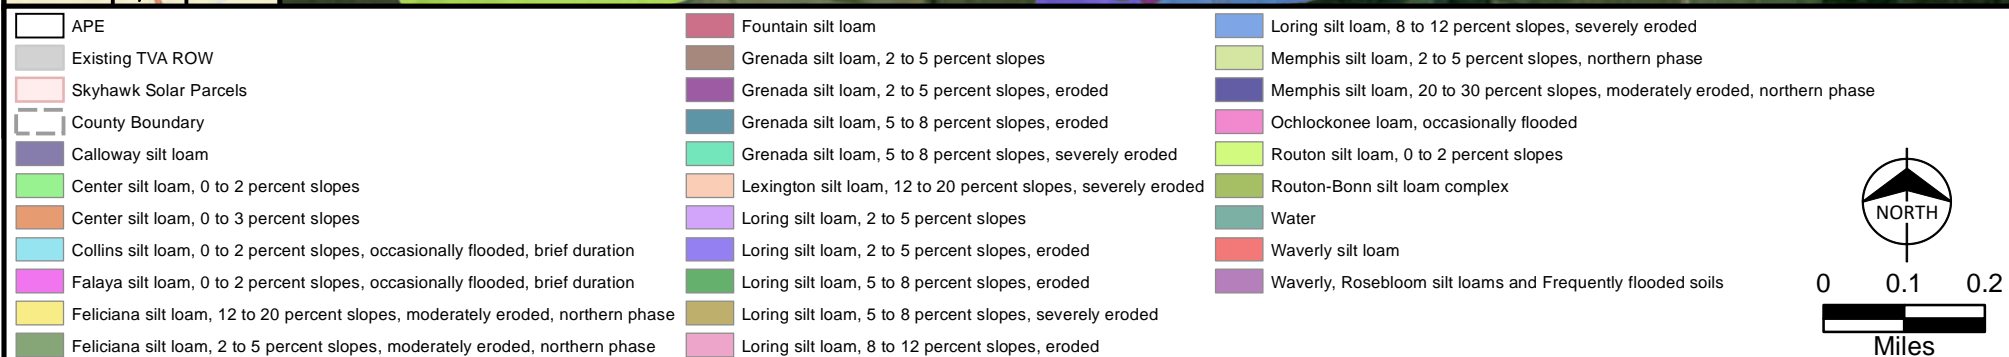 APE
Existing TVA ROW
Skyhawk Solar Parcels
County Boundary
Calloway silt loam
Center silt loam, 0 to 2 percent slopes
Center silt loam, 0 to 3 percent slopes
Collins silt loam, 0 to 2 percent slopes, occasionally flooded, brief duration
Falaya silt loam, 0 to 2 percent slopes, occasionally flooded, brief duration
Feliciana silt loam, 12 to 20 percent slopes, moderately eroded, northern phase
Feliciana silt loam, 2 to 5 percent slopes, moderately eroded, northern phase
Fountain silt loam
Grenada silt loam, 2 to 5 percent slopes
Grenada silt loam, 2 to 5 percent slopes, eroded
Grenada silt loam, 5 to 8 percent slopes, eroded
Grenada silt loam, 5 to 8 percent slopes, severely eroded
Lexington silt loam, 12 to 20 percent slopes, severely eroded
Loring silt loam, 2 to 5 percent slopes
Loring silt loam, 2 to 5 percent slopes, eroded
Loring silt loam, 5 to 8 percent slopes, eroded
Loring silt loam, 5 to 8 percent slopes, severely eroded
Loring silt loam, 8 to 12 percent slopes, eroded
Loring silt loam, 8 to 12 percent slopes, severely eroded
Memphis silt loam, 2 to 5 percent slopes, northern phase
Memphis silt loam, 20 to 30 percent slopes, moderately eroded, northern phase
Ochlockonee loam, occasionally flooded
Routon silt loam, 0 to 2 percent slopes
Routon-Bonn silt loam complex
Water
Waverly silt loam
Waverly, Rosebloom silt loams and Frequently flooded soils
NORTH
0 0.1 0.2
Miles